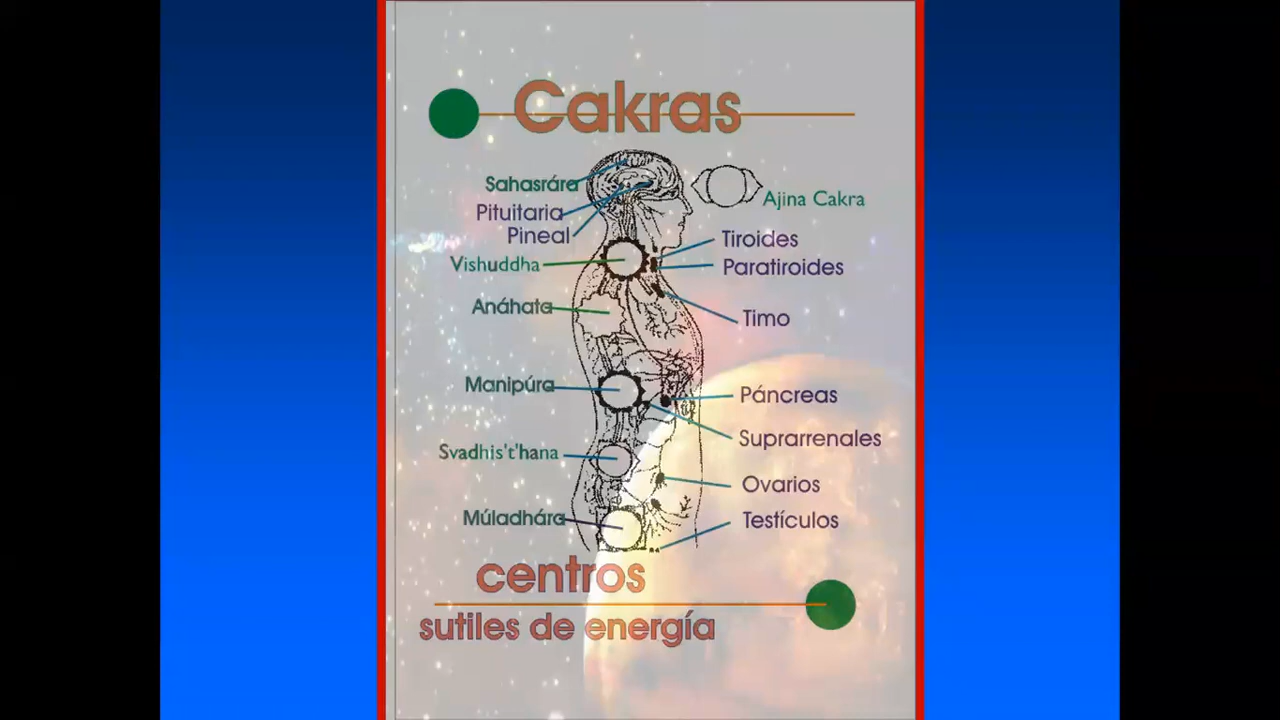 Cakras
Sahasrára
Pituitaria
Pineal
Vishuddha
Anáhata
Manipúra
Svadhis't'hana
Múladhára
Ajina Cakra
Tiroides
Paratiroides
Timo
Páncreas
Suprarrenales
Ovarios
Testículos
centros
sutiles de energía